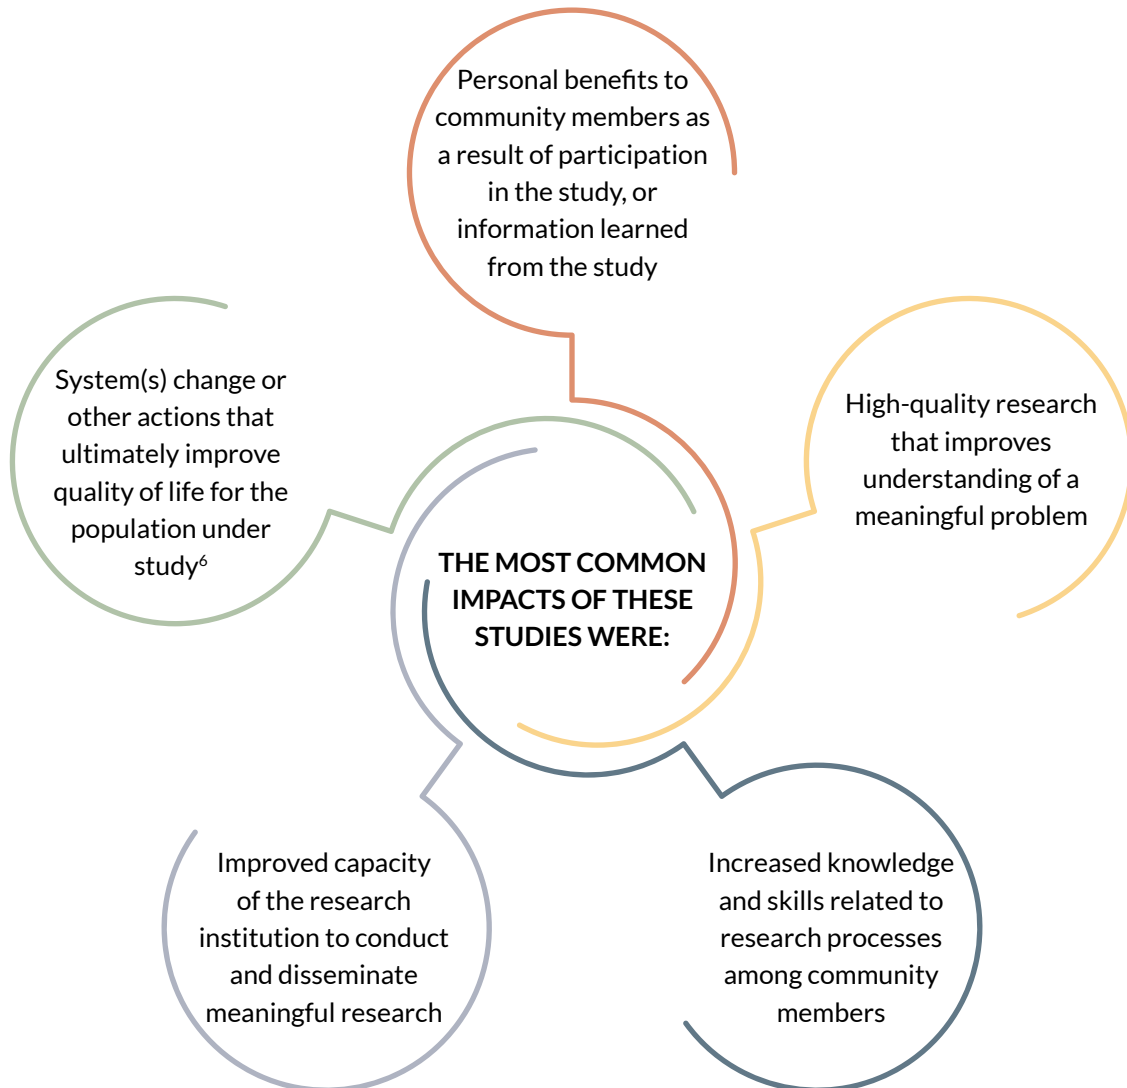 Personal benefits to
community members as
a result of participation
in the study, or
information learned
from the study
System(s) change or
other actions that
ultimately improve
quality of life for the
population under
study⁶
High-quality research
that improves
understanding of a
meaningful problem
THE MOST COMMON
IMPACTS OF THESE
STUDIES WERE:
Improved capacity
of the research
institution to conduct
and disseminate
meaningful research
Increased knowledge
and skills related to
research processes
among community
members